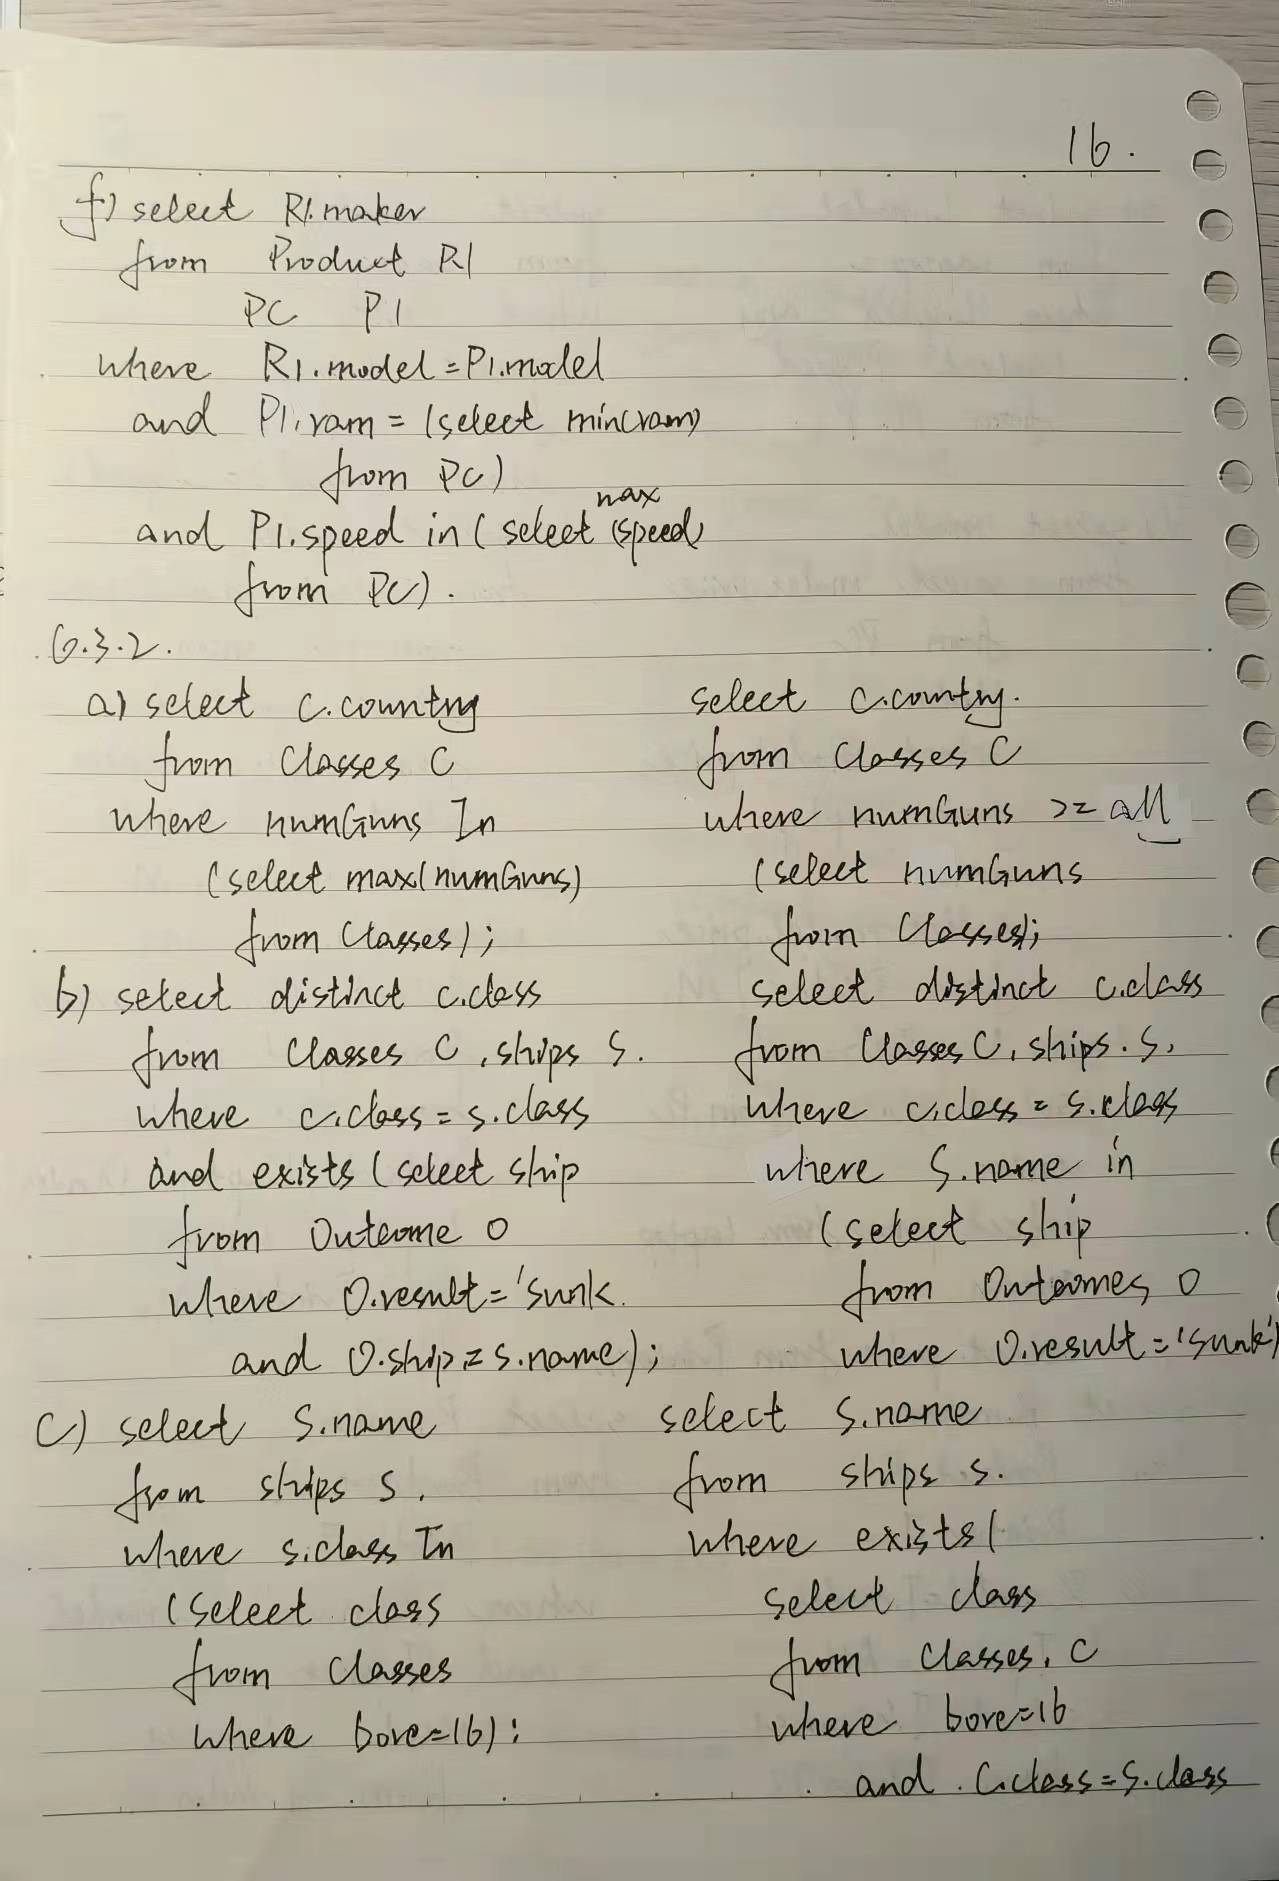 16.
f) select R1.maker
from Product R1
PC P1
where R1.model=P1.model
and P1.ram = (select min(ram)
from PC)
and P1.speed in (select max(speed)
from PC).
6.3.2.
a) select C.country
from Classes C
where numGuns In
(select max(numGuns)
from Classes);
select C.country.
from Classes C
where numGuns >= all
(select numGuns
from Classes);
b) select distinct c.class
from Classes C, ships S.
where c.class = s.class
and exists (select ship
from Outcome O
where O.result='sunk.
and O.ship = s.name);
select distinct c.class
from Classes C, ships. S,
where c.class = s.class
where S.name in
(select ship
from Outcomes O
where O.result='sunk')
C) select S.name
from ships S.
where s.class In
(select class
from Classes
where bore=16);
select S.name
from ships s.
where exists(
select class
from Classes, C
where bore=16
and C.class=S.class